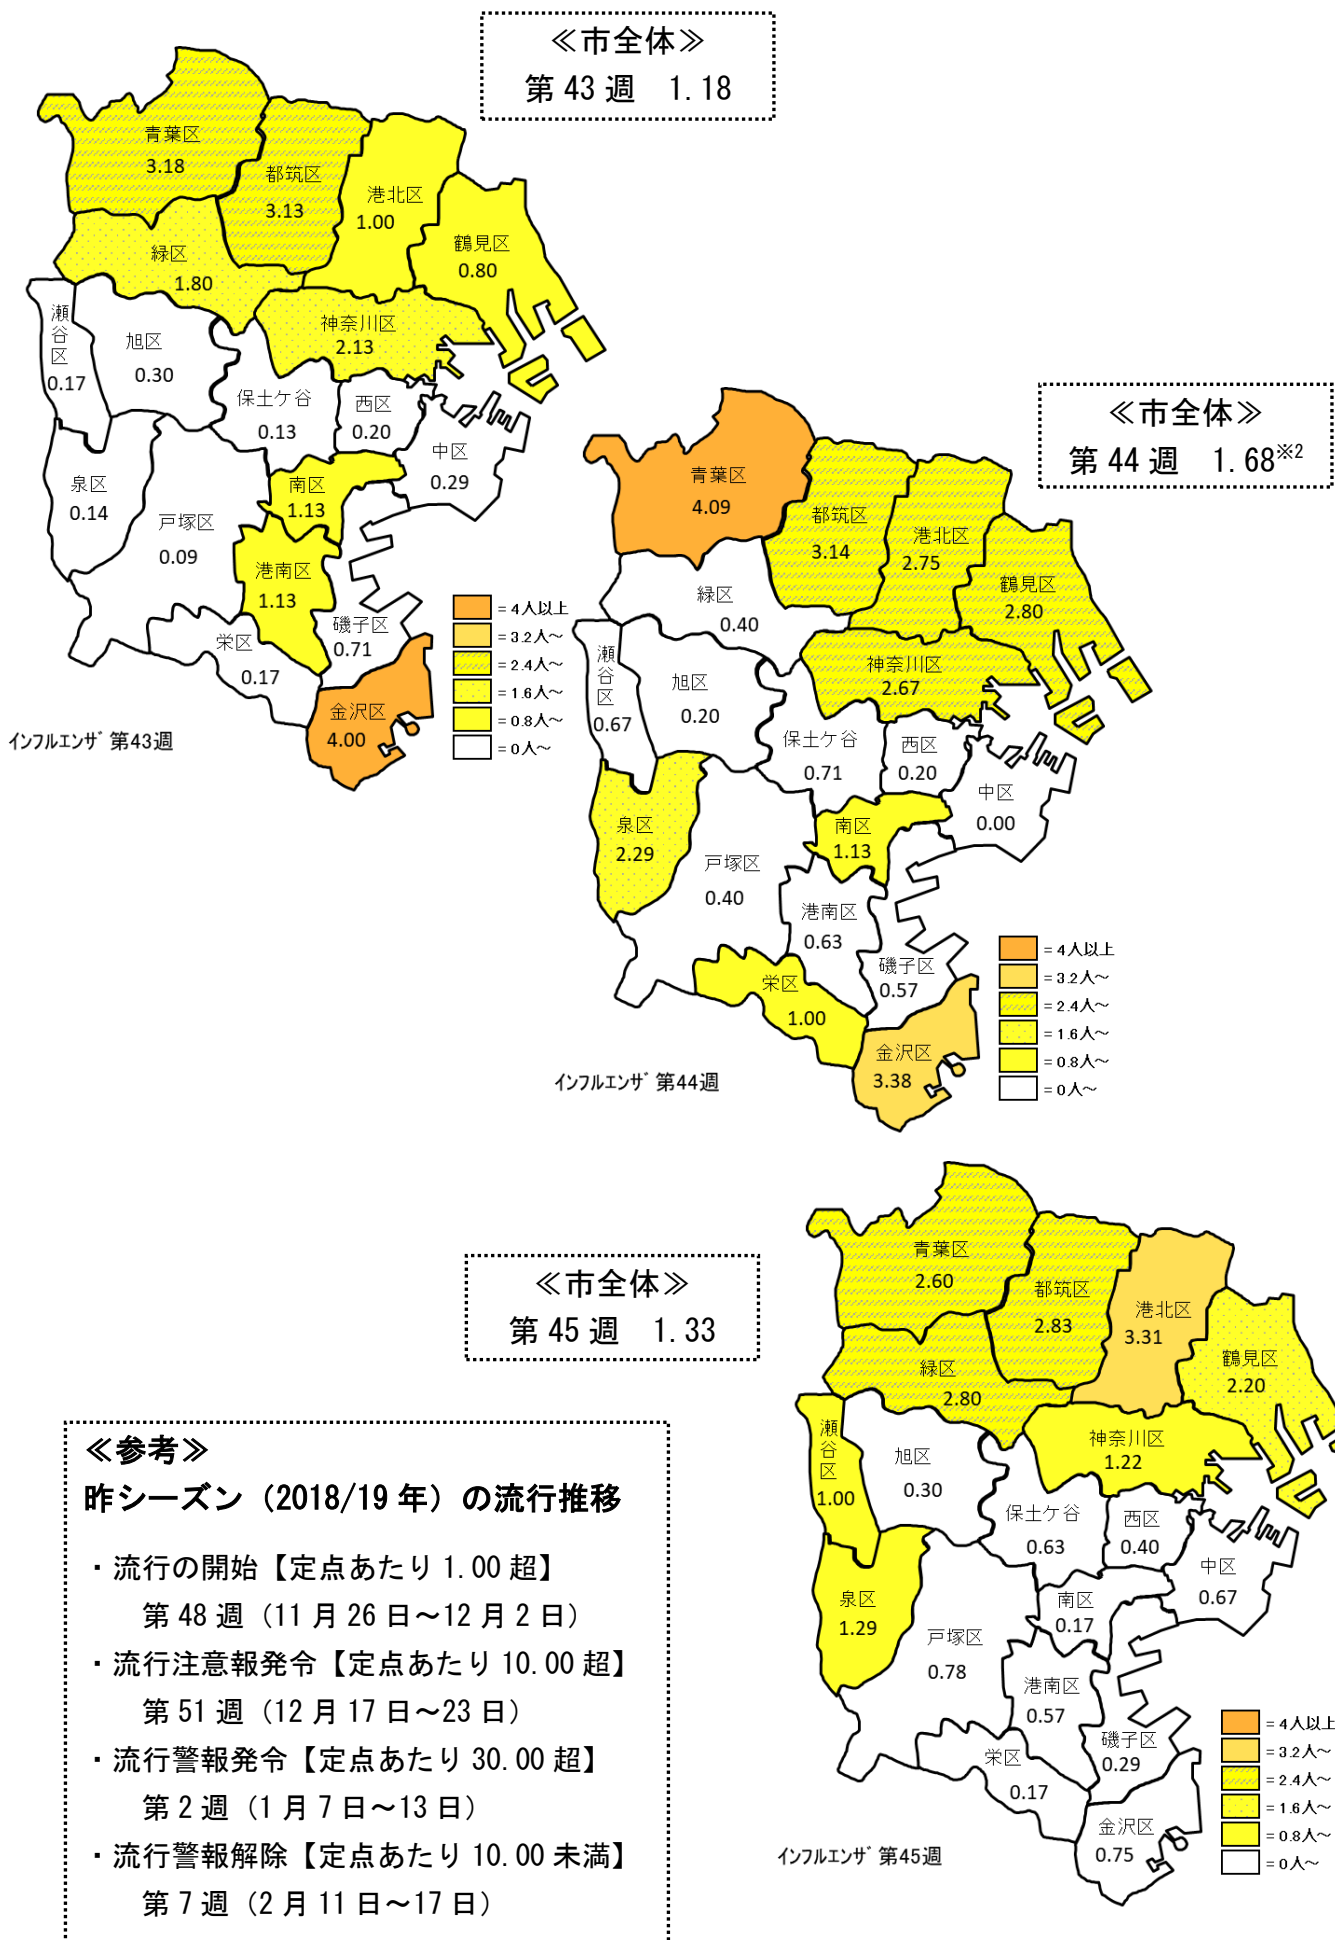 ≪市全体≫
第 43 週　1.18
青葉区
3.18
都筑区
3.13
港北区
1.00
鶴見区
0.80
緑区
1.80
神奈川区
2.13
瀬谷区
0.17
旭区
0.30
保土ケ谷
0.13
西区
0.20
中区
0.29
泉区
0.14
戸塚区
0.09
南区
1.13
港南区
1.13
磯子区
0.71
栄区
0.17
金沢区
4.00
= 4人以上
= 3.2人～
= 2.4人～
= 1.6人～
= 0.8人～
= 0人～
インフルエンザ 第43週
≪市全体≫
第 44 週　1.68※2
青葉区
4.09
都筑区
3.14
港北区
2.75
鶴見区
2.80
緑区
0.40
神奈川区
2.67
瀬谷区
0.67
旭区
0.20
保土ケ谷
0.71
西区
0.20
中区
0.00
泉区
2.29
戸塚区
0.40
南区
1.13
港南区
0.63
磯子区
0.57
栄区
1.00
金沢区
3.38
= 4人以上
= 3.2人～
= 2.4人～
= 1.6人～
= 0.8人～
= 0人～
インフルエンザ 第44週
≪市全体≫
第 45 週　1.33
青葉区
2.60
都筑区
2.83
港北区
3.31
鶴見区
2.20
緑区
2.80
神奈川区
1.22
瀬谷区
1.00
旭区
0.30
保土ケ谷
0.63
西区
0.40
中区
0.67
泉区
1.29
戸塚区
0.78
南区
0.17
港南区
0.57
磯子区
0.29
栄区
0.17
金沢区
0.75
= 4人以上
= 3.2人～
= 2.4人～
= 1.6人～
= 0.8人～
= 0人～
インフルエンザ 第45週
≪参考≫
昨シーズン（2018/19 年）の流行推移
・流行の開始【定点あたり 1.00 超】
第 48 週（11 月 26 日～12 月 2 日）
・流行注意報発令【定点あたり 10.00 超】
第 51 週（12 月 17 日～23 日）
・流行警報発令【定点あたり 30.00 超】
第 2 週（1 月 7 日～13 日）
・流行警報解除【定点あたり 10.00 未満】
第 7 週（2 月 11 日～17 日）